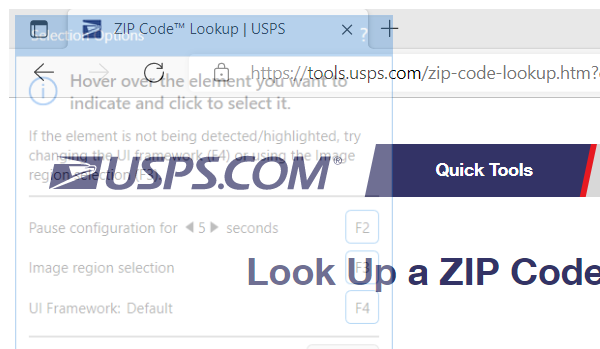 ZIP Code™ Lookup | USPS
Selection Options
?
https://tools.usps.com/zip-code-lookup.htm?
Hover over the element you want to
indicate and click to select it.
If the element is not being detected/highlighted, try
changing the UI framework (F4) or using the Image
region selection (F3).
USPS.COM®
Quick Tools
Pause configuration for 5 seconds
F2
Image region selection
F3
Look Up a ZIP Code
UI Framework: Default
F4